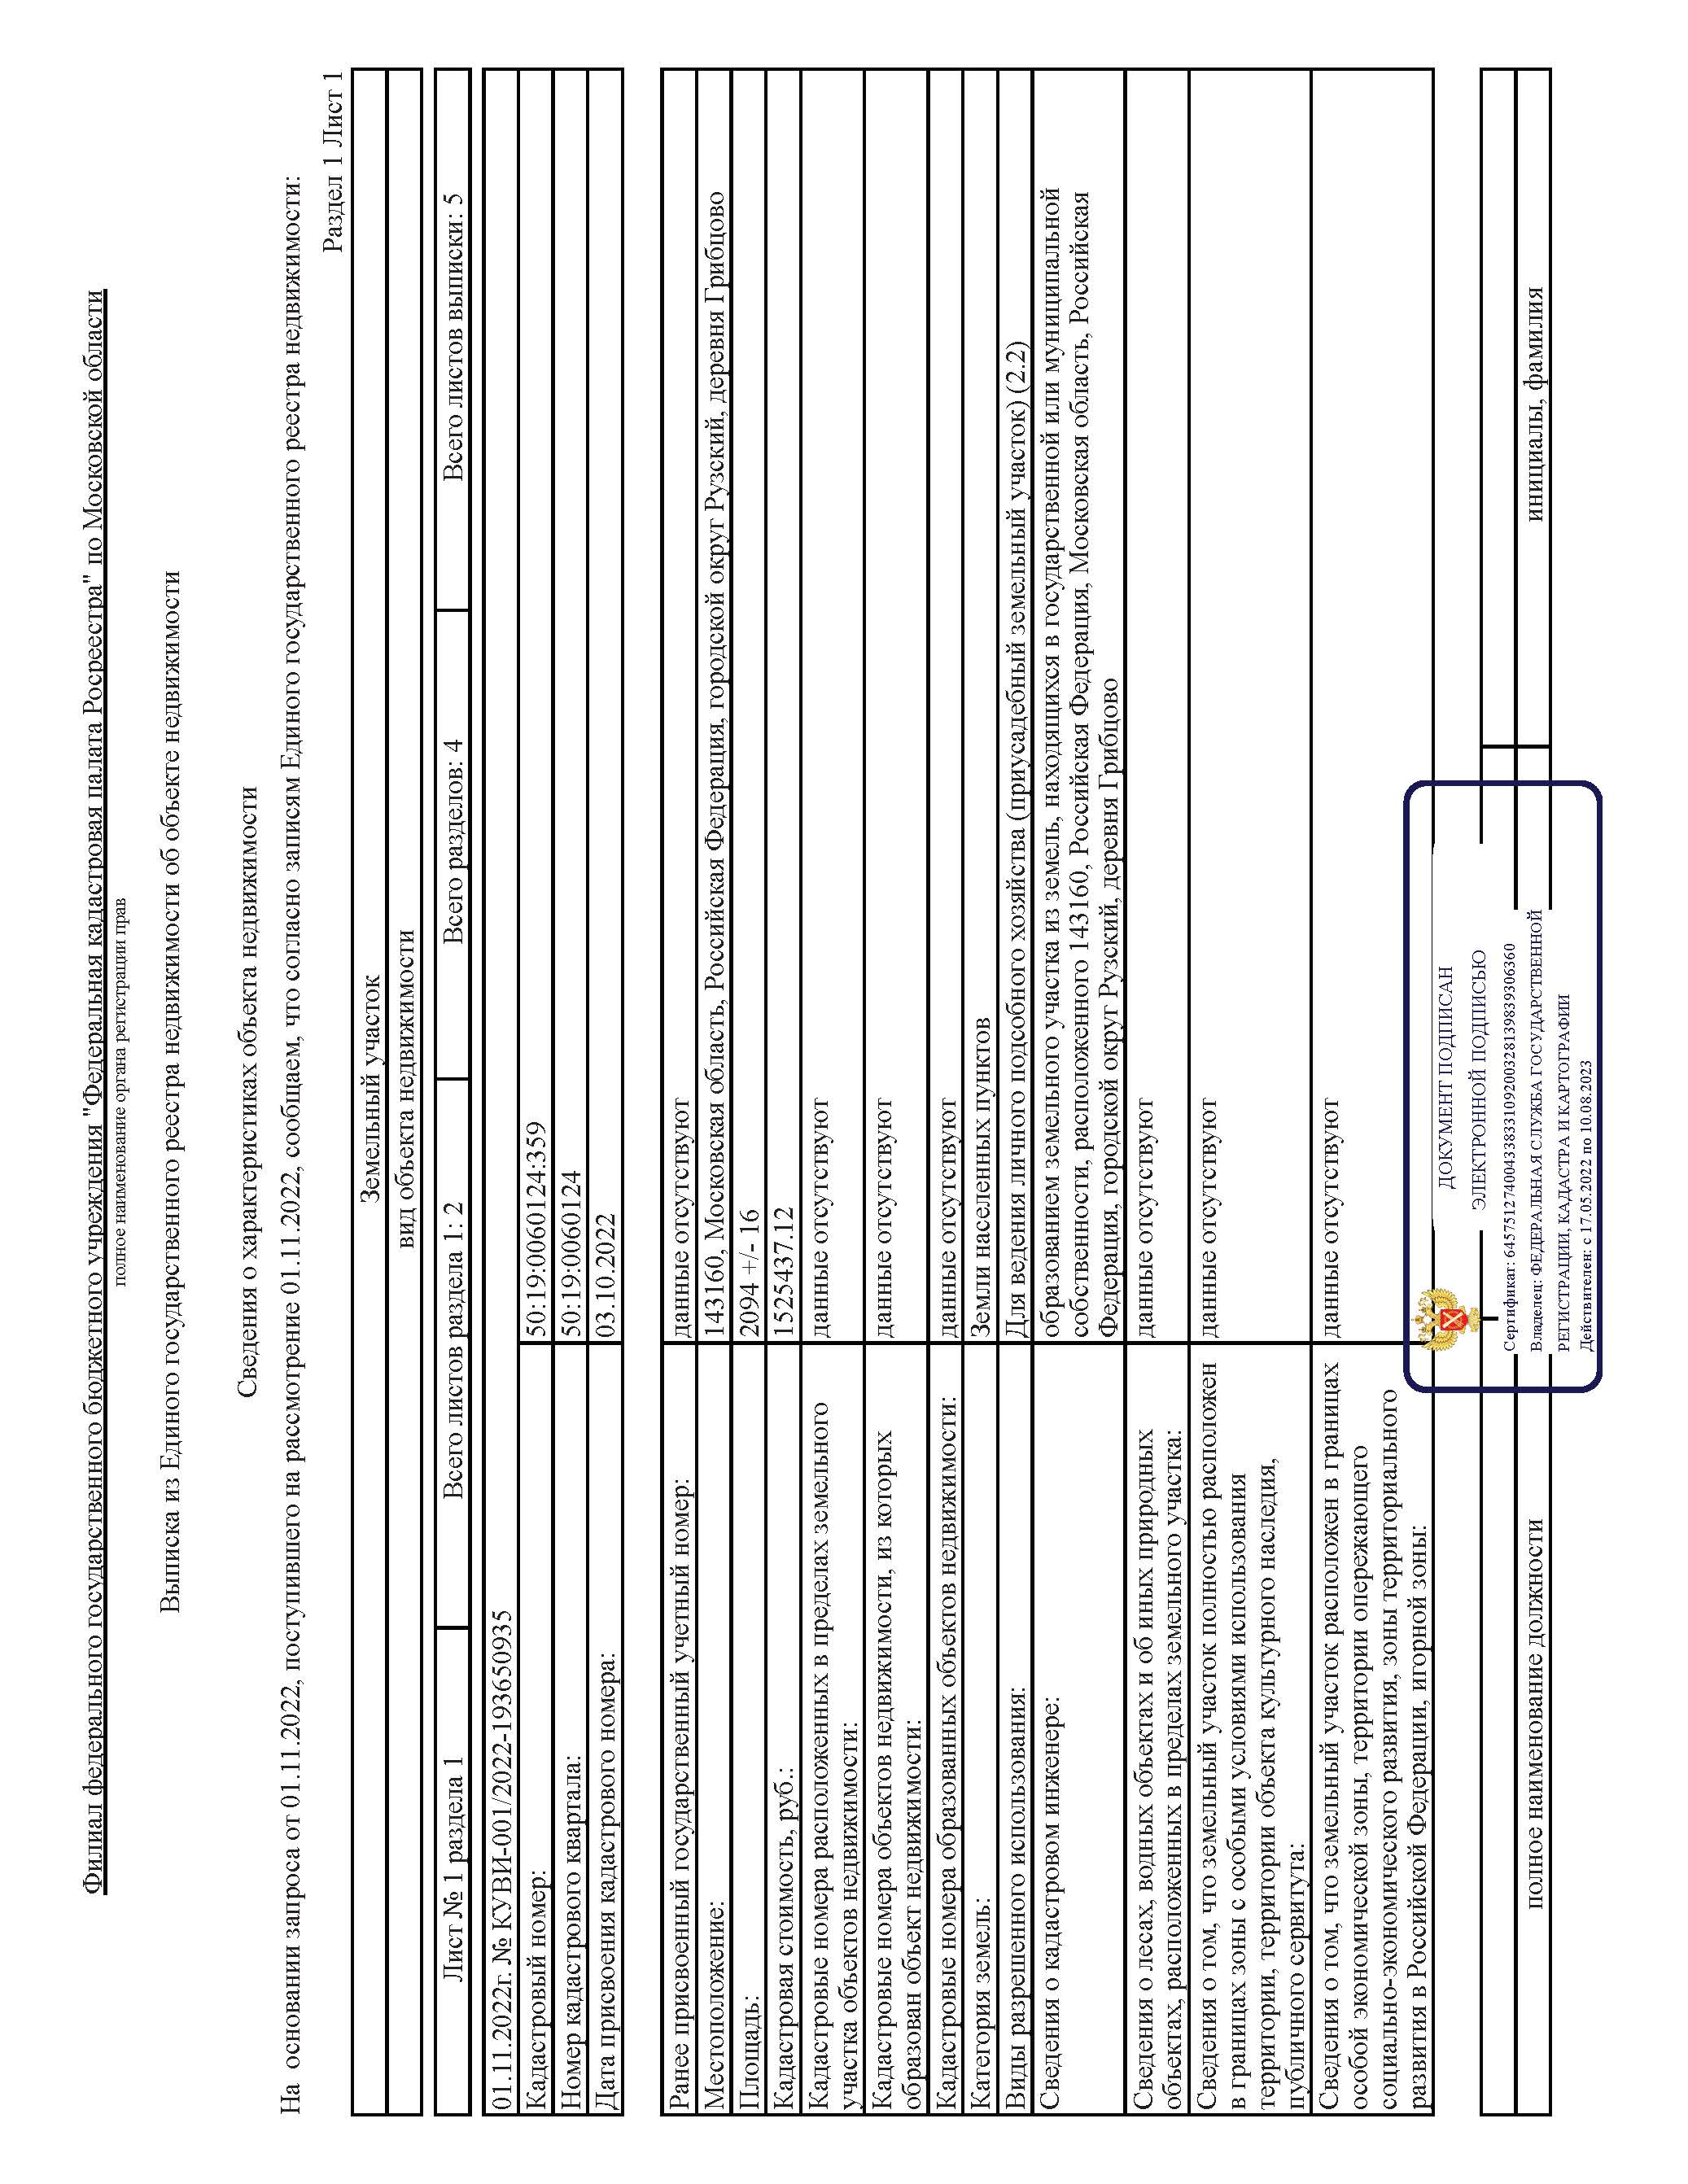 Филиал федерального государственного бюджетного учреждения "Федеральная кадастровая палата Росреестра" по Московской области
полное наименование органа регистрации прав
Выписка из Единого государственного реестра недвижимости об объекте недвижимости
Сведения о характеристиках объекта недвижимости
На основании запроса от 01.11.2022, поступившего на рассмотрение 01.11.2022, сообщаем, что согласно записям Единого государственного реестра недвижимости:
Раздел 1 Лист 1
Земельный участок
вид объекта недвижимости
Лист № 1 раздела 1 Всего листов раздела 1: 2 Всего разделов: 4 Всего листов выписки: 5
01.11.2022г. № КУВИ-001/2022-193650935
Кадастровый номер: 50:19:0060124:359
Номер кадастрового квартала: 50:19:0060124
Дата присвоения кадастрового номера: 03.10.2022
Ранее присвоенный государственный учетный номер: данные отсутствуют
Местоположение: 143160, Московская область, Российская Федерация, городской округ Рузский, деревня Грибцово
Площадь: 2094 +/- 16
Кадастровая стоимость, руб.: 1525437.12
Кадастровые номера расположенных в пределах земельного данные отсутствуют
участка объектов недвижимости:
Кадастровые номера объектов недвижимости, из которых данные отсутствуют
образован объект недвижимости:
Кадастровые номера образованных объектов недвижимости: данные отсутствуют
Категория земель: Земли населенных пунктов
Виды разрешенного использования: Для ведения личного подсобного хозяйства (приусадебный земельный участок) (2.2)
Сведения о кадастровом инженере: образованием земельного участка из земель, находящихся в государственной или муниципальной
собственности, расположенного 143160, Российская Федерация, Московская область, Российская
Федерация, городской округ Рузский, деревня Грибцово
Сведения о лесах, водных объектах и об иных природных данные отсутствуют
объектах, расположенных в пределах земельного участка:
Сведения о том, что земельный участок полностью расположен данные отсутствуют
в границах зоны с особыми условиями использования
территории, территории объекта культурного наследия,
публичного сервитута:
Сведения о том, что земельный участок расположен в границах данные отсутствуют
особой экономической зоны, территории опережающего
социально-экономического развития, зоны территориального
развития в Российской Федерации, игорной зоны:
ДОКУМЕНТ ПОДПИСАН
ЭЛЕКТРОННОЙ ПОДПИСЬЮ
Сертификат: 645751274004338331092003281398393063​60
Владелец: ФЕДЕРАЛЬНАЯ СЛУЖБА ГОСУДАРСТВЕННОЙ
РЕГИСТРАЦИИ, КАДАСТРА И КАРТОГРАФИИ
Действителен: с 17.05.2022 по 10.08.2023
полное наименование должности инициалы, фамилия